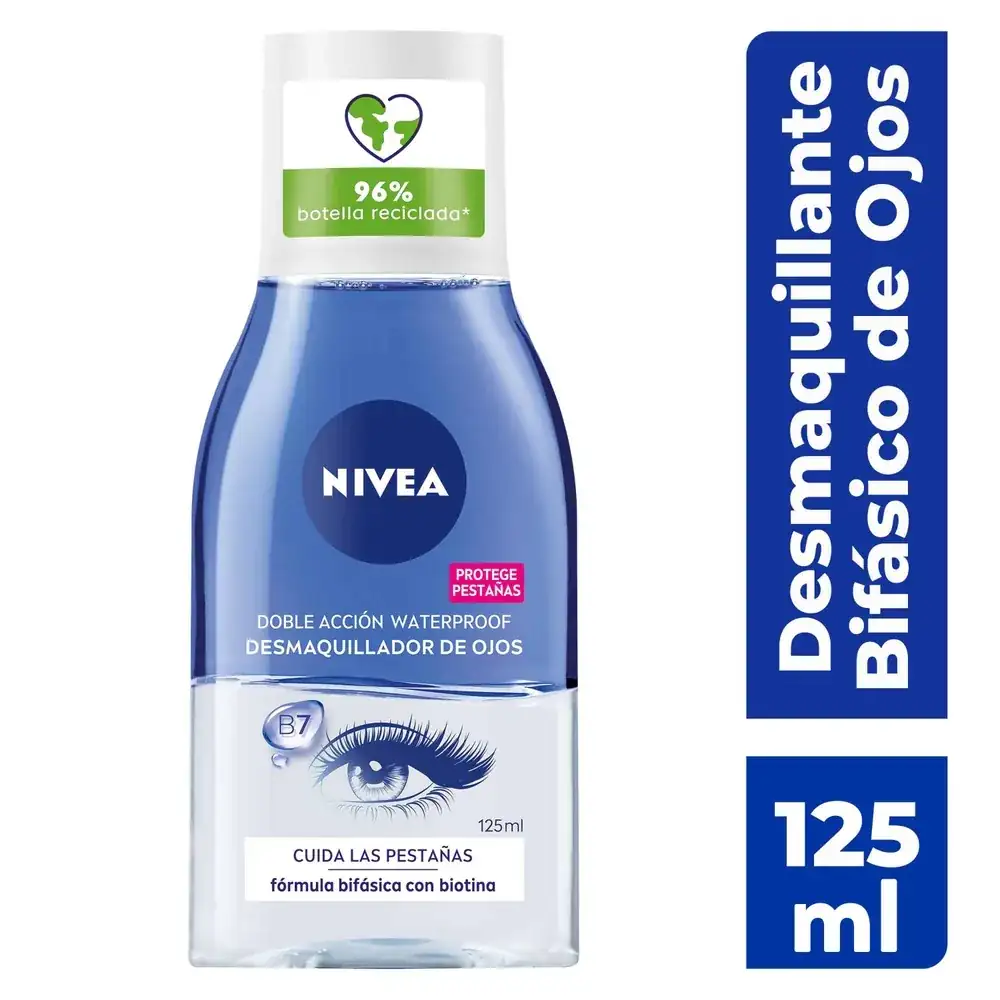 96%
botella reciclada*
NIVEA
PROTEGE
PESTAÑAS
DOBLE ACCIÓN WATERPROOF
DESMAQUILLADOR DE OJOS
B7
125ml
CUIDA LAS PESTAÑAS
fórmula bifásica con biotina
Desmaquillante
Bifásico de Ojos
125
ml